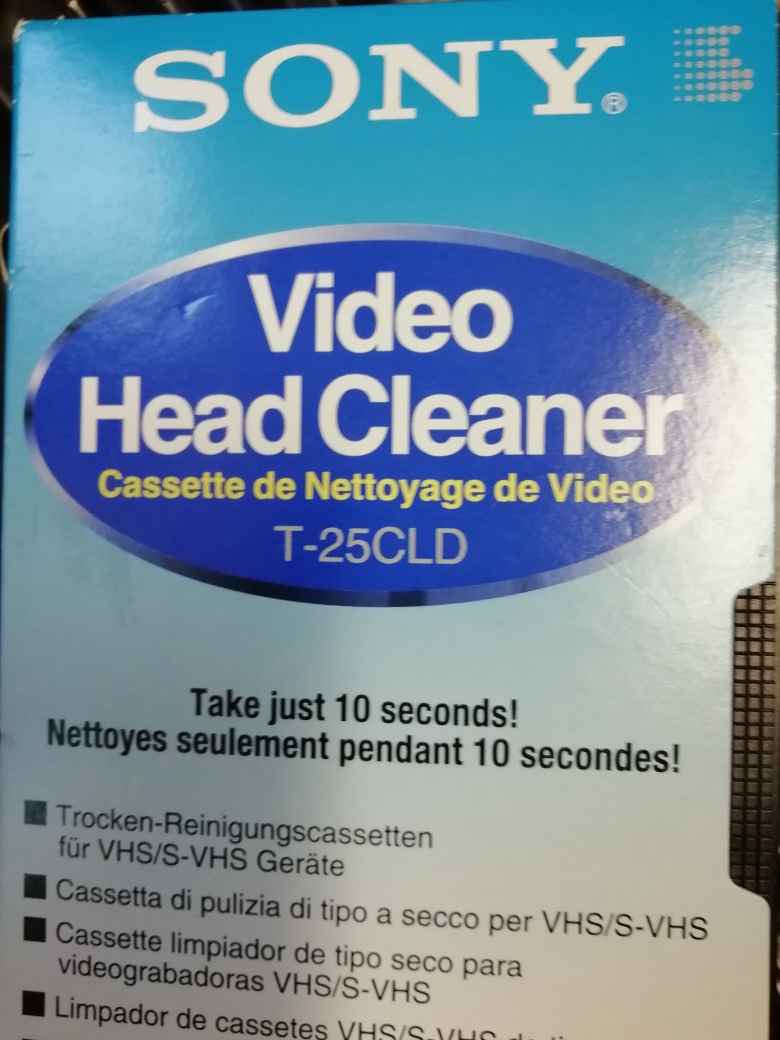 SONY®
Video
Head Cleaner
Cassette de Nettoyage de Video
T-25CLD
Take just 10 seconds!
Nettoyes seulement pendant 10 secondes!
Trocken-Reinigungscassetten
für VHS/S-VHS Geräte
Cassetta di pulizia di tipo a secco per VHS/S-VHS
Cassette limpiador de tipo seco para
videograbadoras VHS/S-VHS
Limpador de cassetes VHS/S-VHS